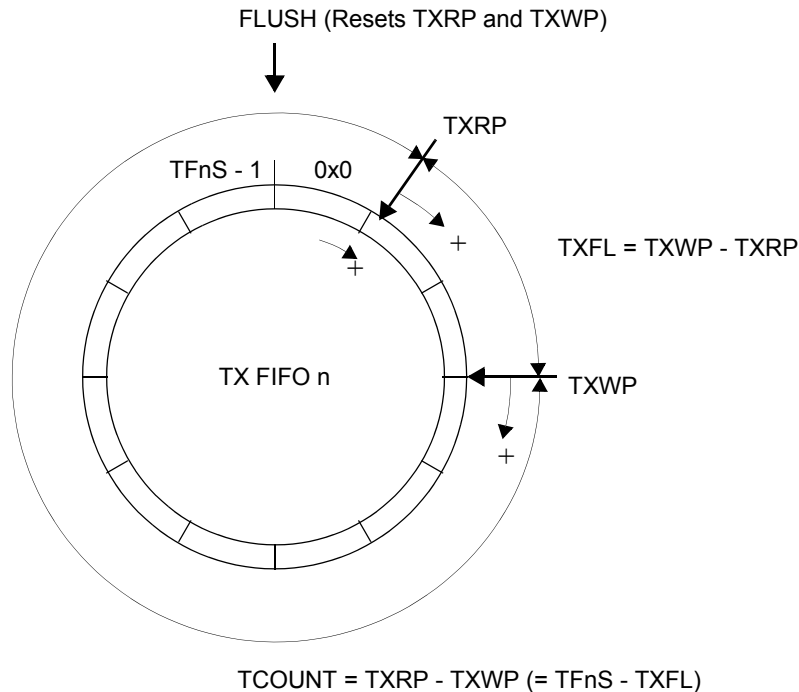 FLUSH (Resets TXRP and TXWP)
TXRP
TFnS - 1
0x0
+
+
TXFL = TXWP - TXRP
TX FIFO n
TXWP
+
TCOUNT = TXRP - TXWP (= TFnS - TXFL)